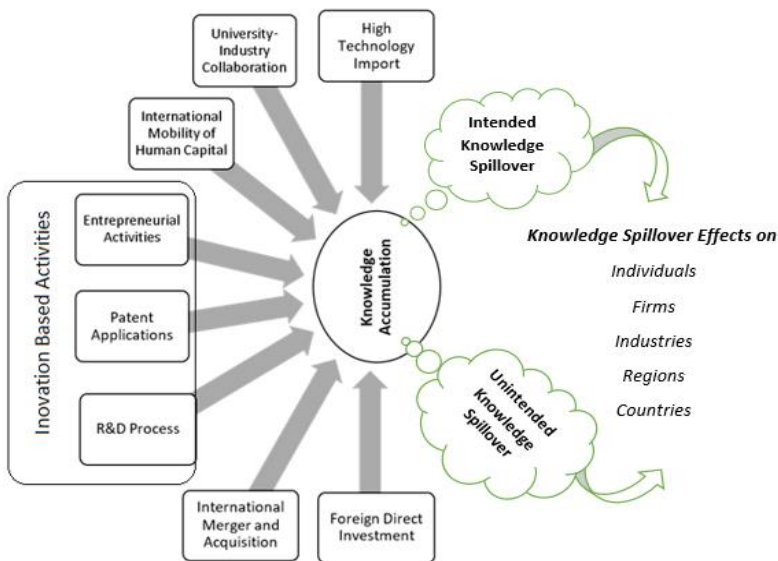 University-
Industry
Collaboration
High
Technology
Import
International
Mobility of
Human Capital
Intended
Knowledge
Spillover
Inovation Based Activities
Entrepreneurial
Activities
Patent
Applications
R&D Process
Knowledge
Accumulation
Knowledge Spillover Effects on
Individuals
Firms
Industries
Regions
Countries
Unintended
Knowledge
Spillover
International
Merger and
Acquisition
Foreign Direct
Investment